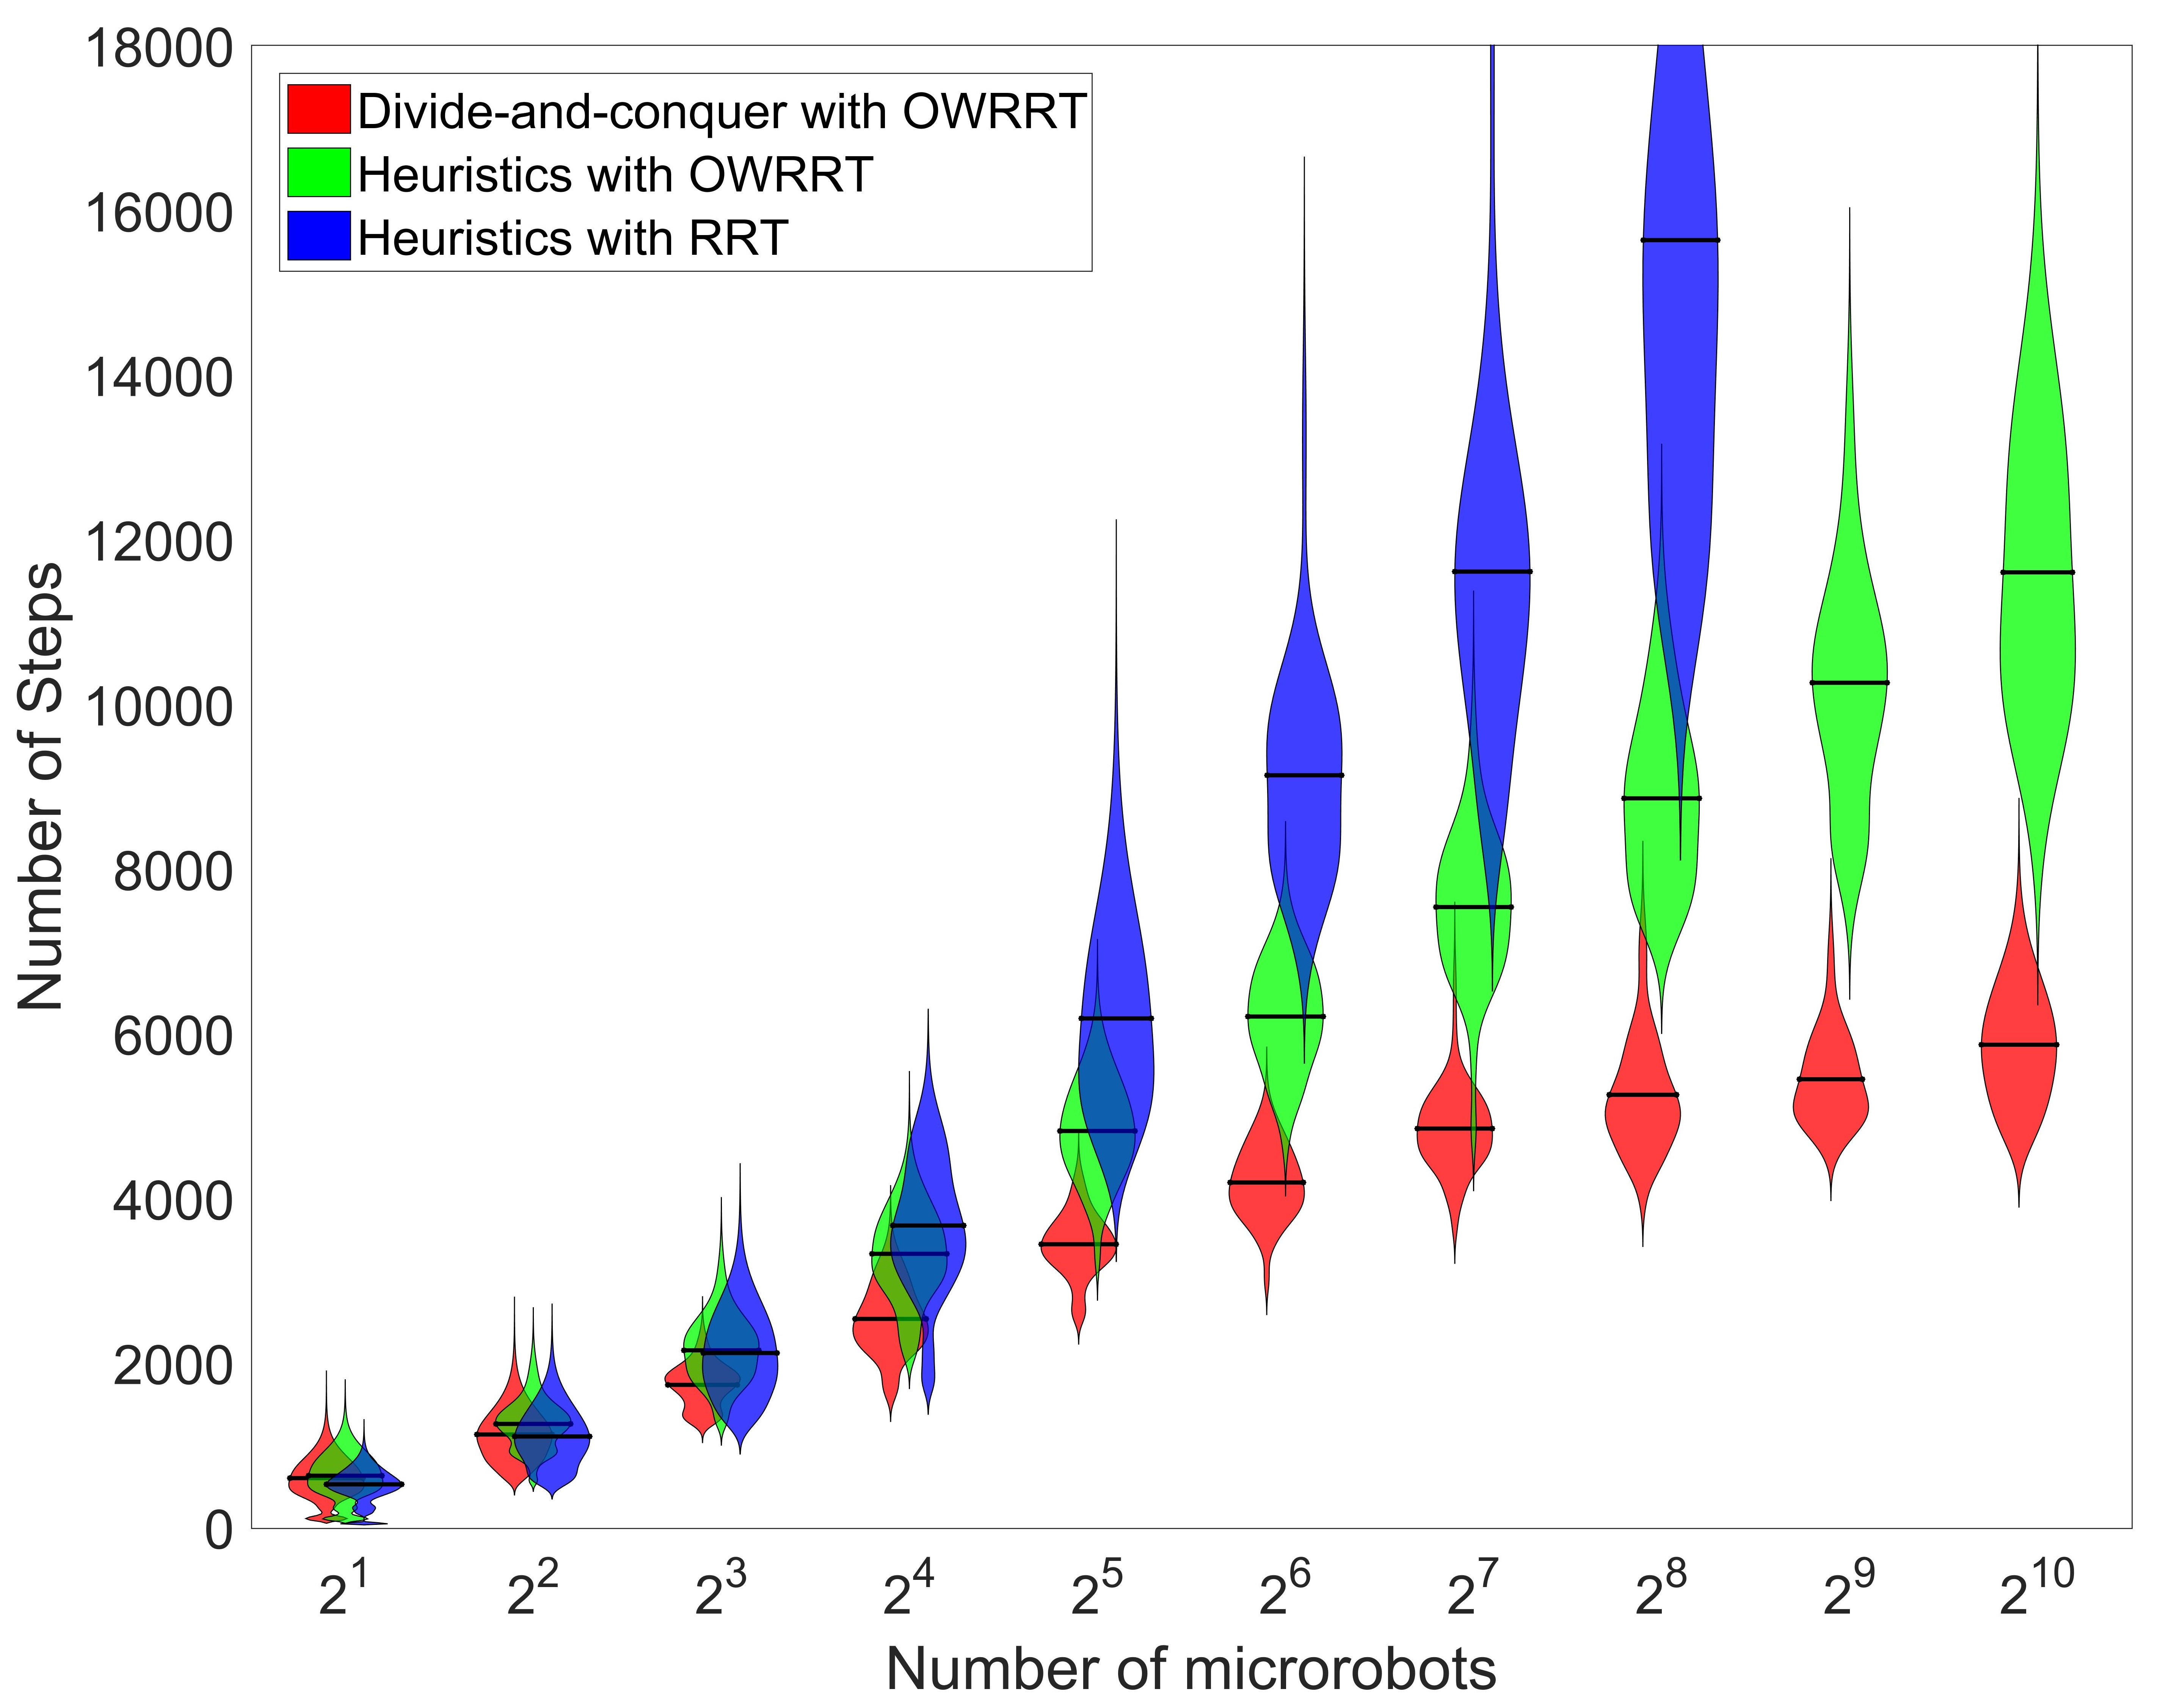 18000
16000
14000
12000
10000
8000
6000
4000
2000
0
Number of Steps
Divide-and-conquer with OWRRT
Heuristics with OWRRT
Heuristics with RRT
2^1 2^2 2^3 2^4 2^5 2^6 2^7 2^8 2^9 2^10
Number of microrobots